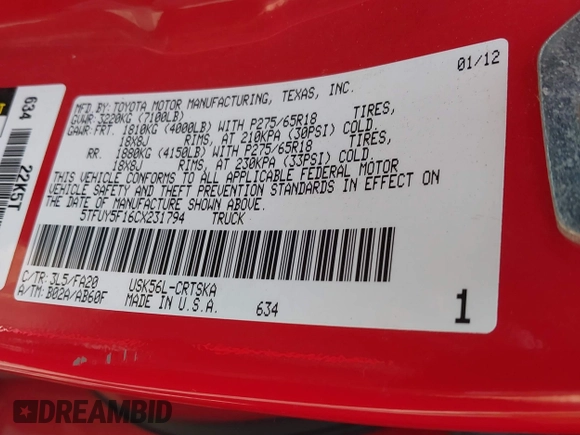 MFD.BY: TOYOTA MOTOR MANUFACTURING, TEXAS, INC. 01/12
GVWR: 3220KG (7100LB)
GAWR: FRT. 1810KG (4000LB) WITH P275/65R18 TIRES,
18X8J RIMS, AT 210KPA (30PSI) COLD.
RR. 1880KG (4150LB) WITH P275/65R18 TIRES,
18X8J RIMS, AT 230KPA (33PSI) COLD.
THIS VEHICLE CONFORMS TO ALL APPLICABLE FEDERAL MOTOR
VEHICLE SAFETY AND THEFT PREVENTION STANDARDS IN EFFECT ON
THE DATE OF MANUFACTURE SHOWN ABOVE.
5TFUY5F16CX231794 TRUCK
C/TR: 3L5/FA20 USK56L-CRTSKA
A/TM: B02A/AB60F MADE IN U.S.A. 634
1
634
22K5T
DREAMBID